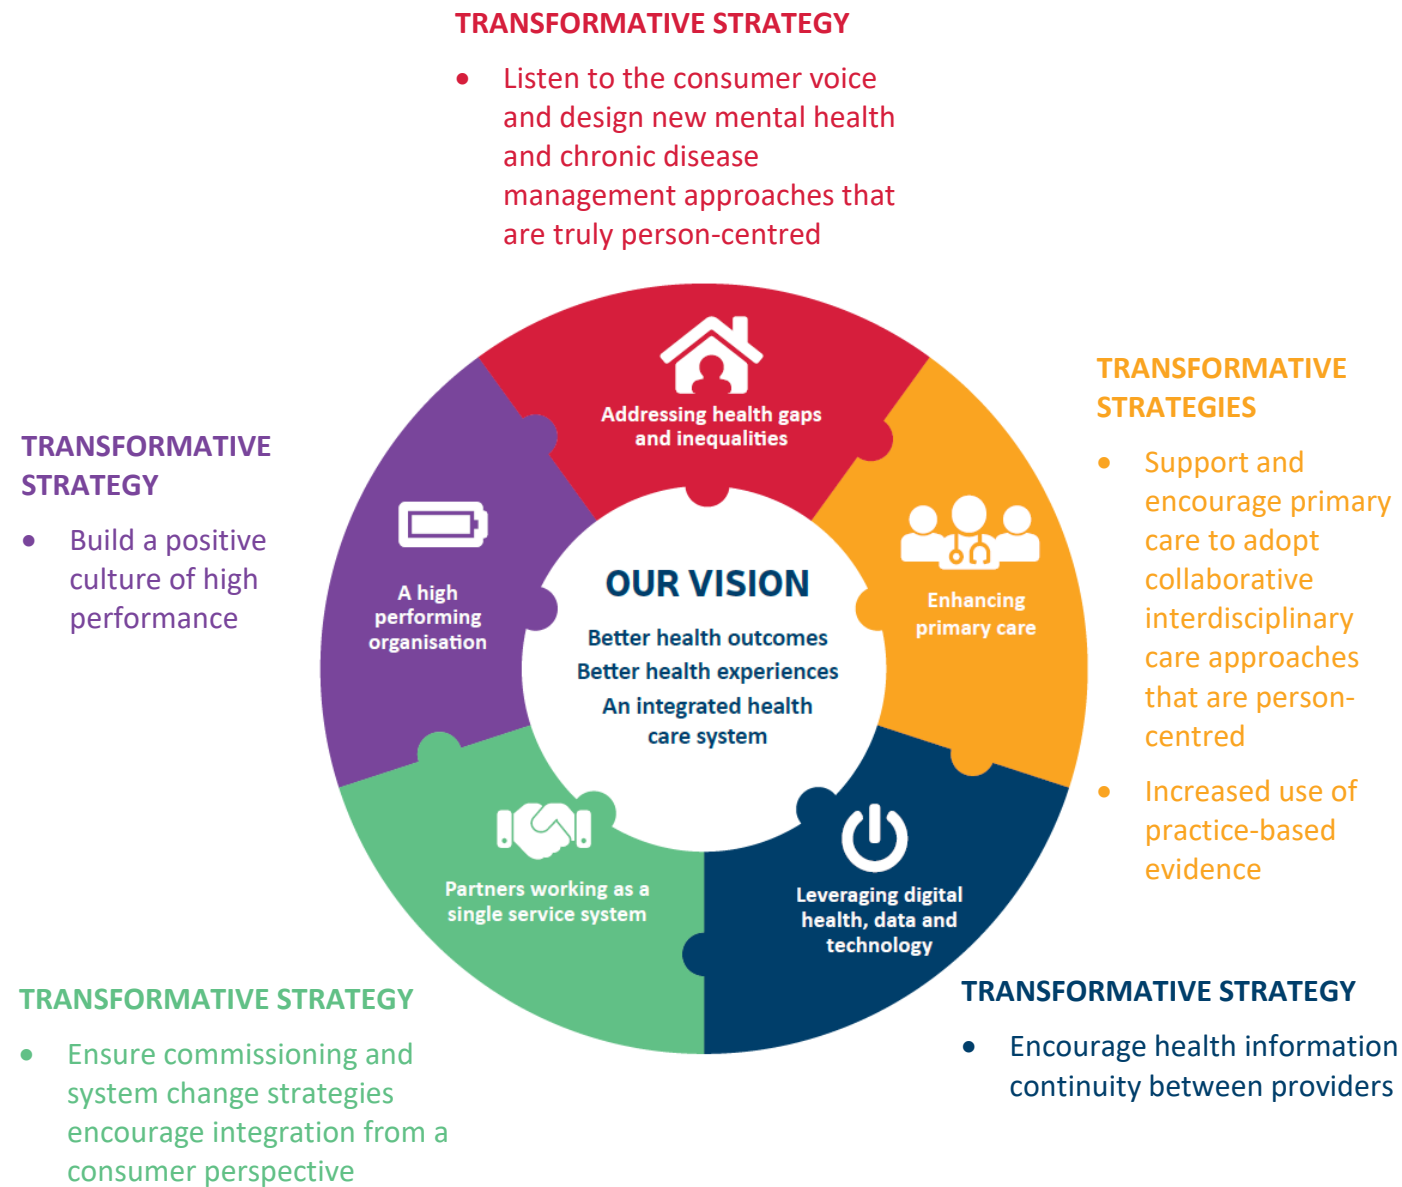 TRANSFORMATIVE STRATEGY
• Listen to the consumer voice
and design new mental health
and chronic disease
management approaches that
are truly person-centred
Addressing health gaps
and inequalities
TRANSFORMATIVE
STRATEGIES
• Support and
encourage primary
care to adopt
collaborative
interdisciplinary
care approaches
that are person-
centred
• Increased use of
practice-based
evidence
Enhancing
primary care
TRANSFORMATIVE
STRATEGY
• Build a positive
culture of high
performance
A high
performing
organisation
OUR VISION
Better health outcomes
Better health experiences
An integrated health
care system
Partners working as a
single service system
Leveraging digital
health, data and
technology
TRANSFORMATIVE STRATEGY
• Ensure commissioning and
system change strategies
encourage integration from a
consumer perspective
TRANSFORMATIVE STRATEGY
• Encourage health information
continuity between providers